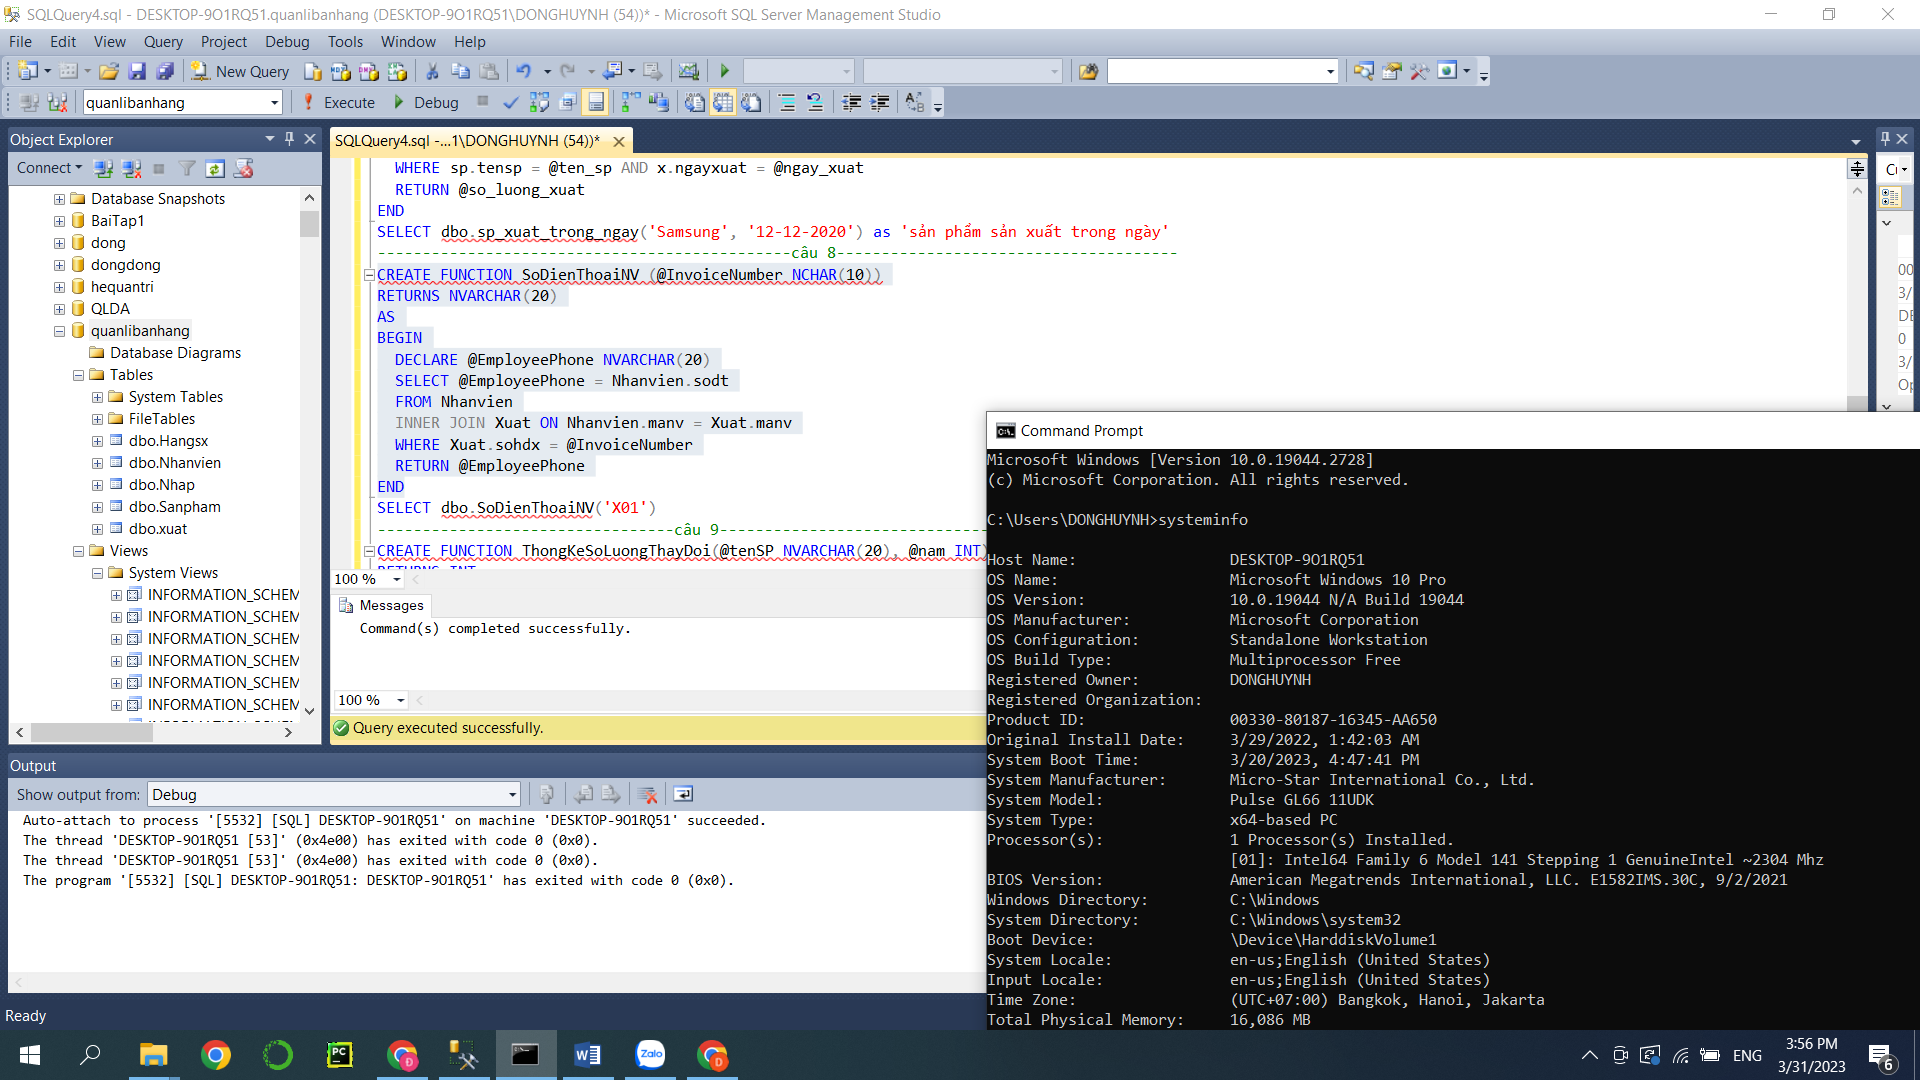 SQLQuery4.sql - DESKTOP-9O1RQ51.quanlibanhang (DESKTOP-9O1RQ51\DONGHUYNH (54))* - Microsoft SQL Server Management Studio
File Edit View Query Project Debug Tools Window Help
New Query
quanlibanhang Execute Debug
Object Explorer
Connect
Database Snapshots
BaiTap1
dong
dongdong
hequantri
QLDA
quanlibanhang
Database Diagrams
Tables
System Tables
FileTables
dbo.Hangsx
dbo.Nhanvien
dbo.Nhap
dbo.Sanpham
dbo.xuat
Views
System Views
INFORMATION_SCHEM
INFORMATION_SCHEM
INFORMATION_SCHEM
INFORMATION_SCHEM
INFORMATION_SCHEM
INFORMATION_SCHEM
SQLQuery4.sql -...1\DONGHUYNH (54))*
WHERE sp.tensp = @ten_sp AND x.ngayxuat = @ngay_xuat
RETURN @so_luong_xuat
END
SELECT dbo.sp_xuat_trong_ngay('Samsung', '12-12-2020') as 'sản phẩm sản xuất trong ngày'
----------------------------------------------câu 8--------------------------------------
CREATE FUNCTION SoDienThoaiNV (@InvoiceNumber NCHAR(10))
RETURNS NVARCHAR(20)
AS
BEGIN
DECLARE @EmployeePhone NVARCHAR(20)
SELECT @EmployeePhone = Nhanvien.sodt
FROM Nhanvien
INNER JOIN Xuat ON Nhanvien.manv = Xuat.manv
WHERE Xuat.sohdx = @InvoiceNumber
RETURN @EmployeePhone
END
SELECT dbo.SoDienThoaiNV('X01')
---------------------------------câu 9------------------------------
CREATE FUNCTION ThongKeSoLuongThayDoi(@tenSP NVARCHAR(20), @nam INT)
RETURNS INT
100 %
Messages
Command(s) completed successfully.
100 %
Query executed successfully.
Output
Show output from: Debug
Auto-attach to process '[5532] [SQL] DESKTOP-9O1RQ51' on machine 'DESKTOP-9O1RQ51' succeeded.
The thread 'DESKTOP-9O1RQ51 [53]' (0x4e00) has exited with code 0 (0x0).
The thread 'DESKTOP-9O1RQ51 [53]' (0x4e00) has exited with code 0 (0x0).
The program '[5532] [SQL] DESKTOP-9O1RQ51: DESKTOP-9O1RQ51' has exited with code 0 (0x0).
Ready
00
3/
DE
0
3/
Op
Command Prompt
Microsoft Windows [Version 10.0.19044.2728]
(c) Microsoft Corporation. All rights reserved.
C:\Users\DONGHUYNH>systeminfo
Host Name: DESKTOP-9O1RQ51
OS Name: Microsoft Windows 10 Pro
OS Version: 10.0.19044 N/A Build 19044
OS Manufacturer: Microsoft Corporation
OS Configuration: Standalone Workstation
OS Build Type: Multiprocessor Free
Registered Owner: DONGHUYNH
Registered Organization:
Product ID: 00330-80187-16345-AA650
Original Install Date: 3/29/2022, 1:42:03 AM
System Boot Time: 3/20/2023, 4:47:41 PM
System Manufacturer: Micro-Star International Co., Ltd.
System Model: Pulse GL66 11UDK
System Type: x64-based PC
Processor(s): 1 Processor(s) Installed.
[01]: Intel64 Family 6 Model 141 Stepping 1 GenuineIntel ~2304 Mhz
BIOS Version: American Megatrends International, LLC. E1582IMS.30C, 9/2/2021
Windows Directory: C:\Windows
System Directory: C:\Windows\system32
Boot Device: \Device\HarddiskVolume1
System Locale: en-us;English (United States)
Input Locale: en-us;English (United States)
Time Zone: (UTC+07:00) Bangkok, Hanoi, Jakarta
Total Physical Memory: 16,086 MB
PC
Zalo
ENG
3:56 PM
3/31/2023
6